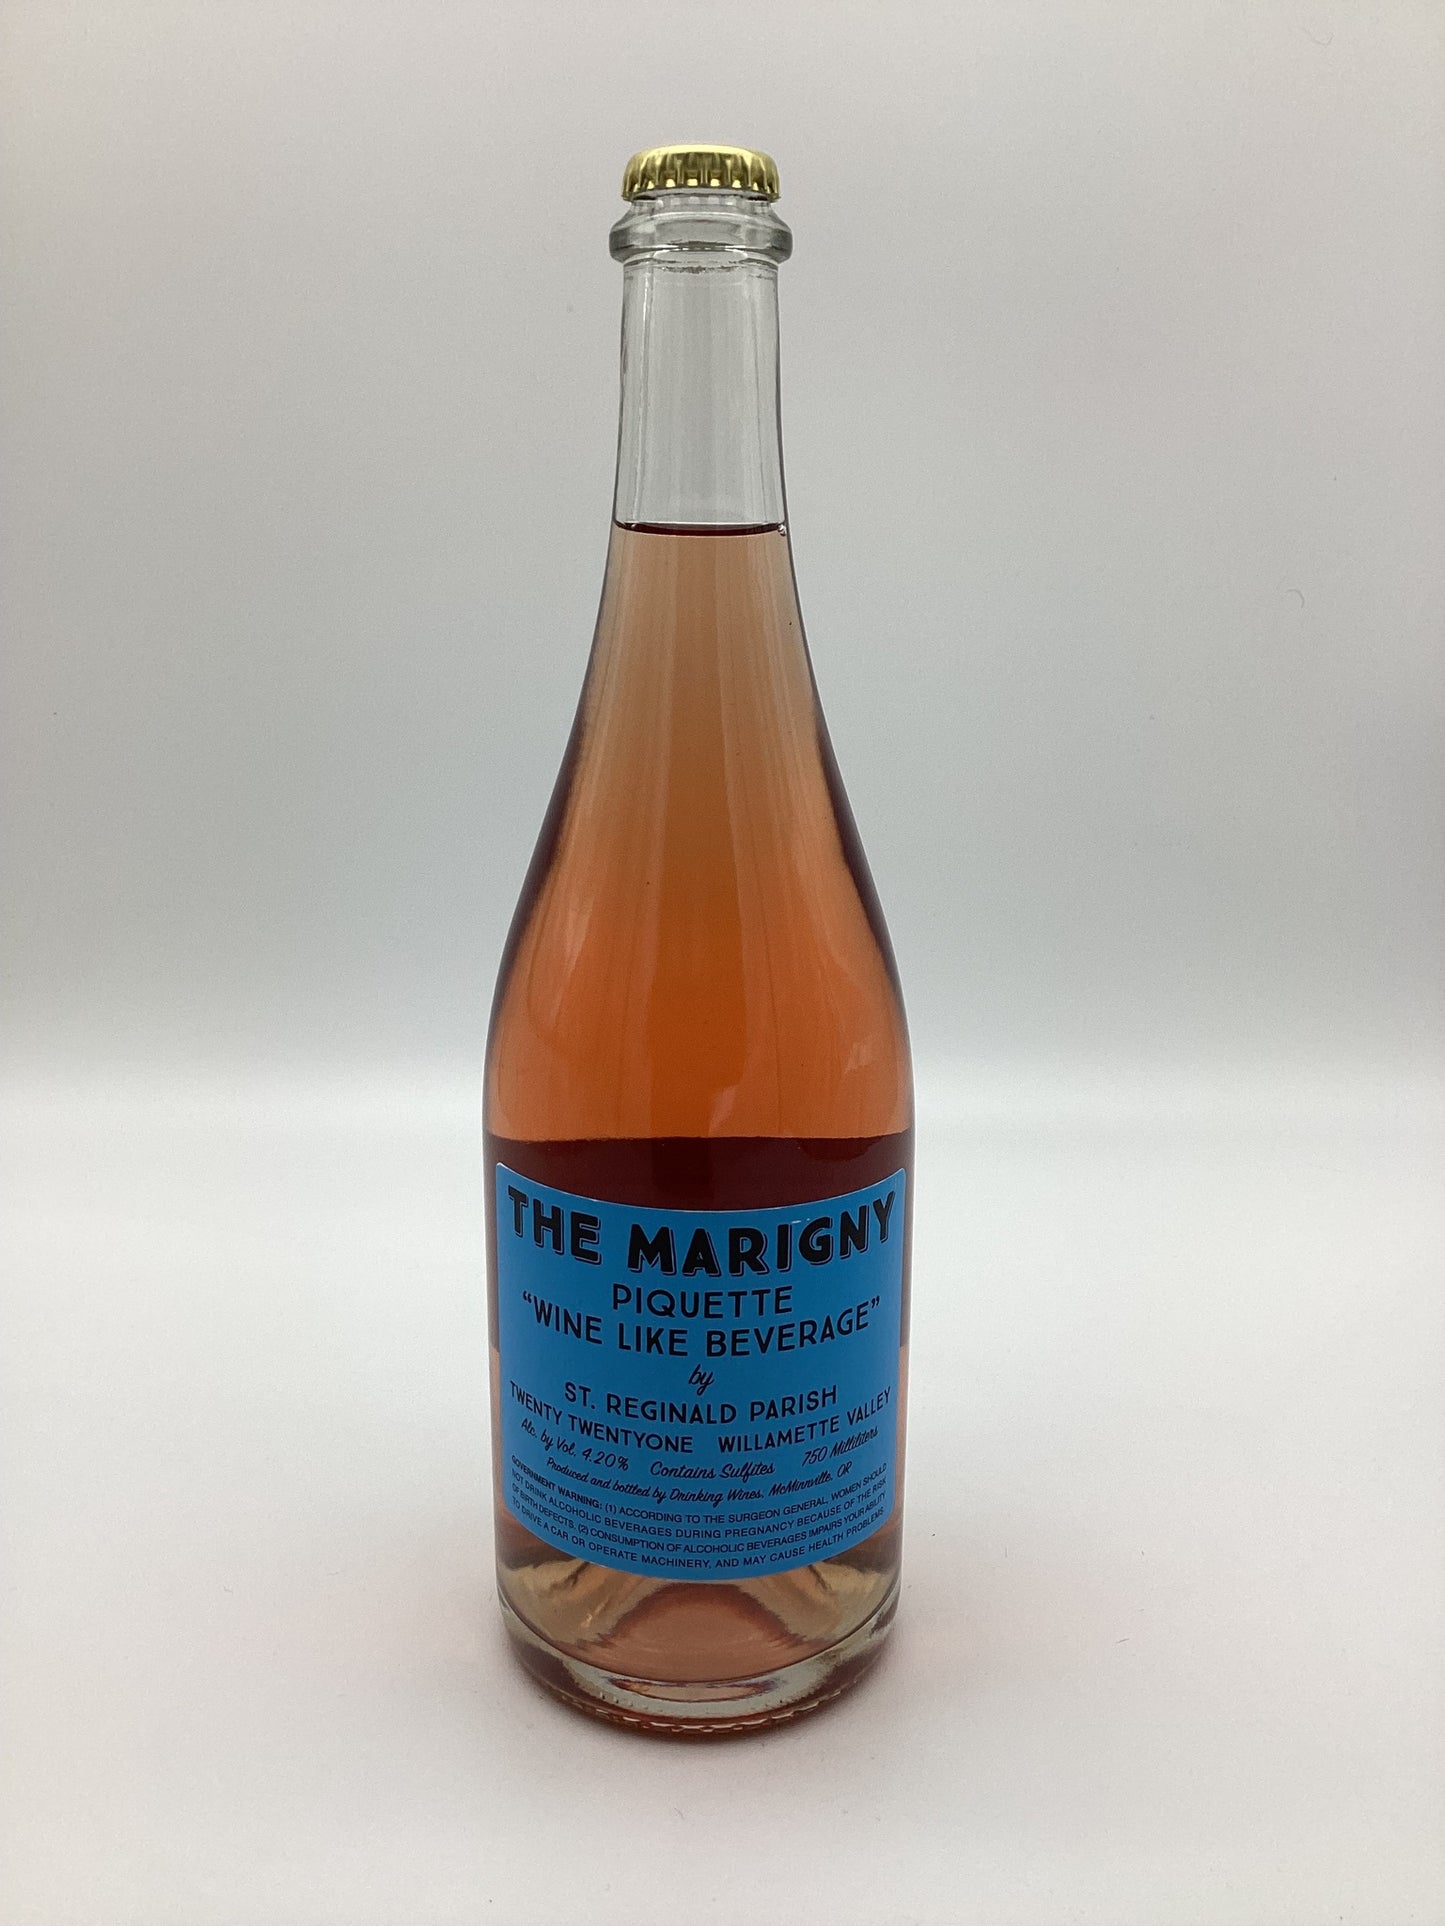 THE MARIGNY
PIQUETTE
“WINE LIKE BEVERAGE”
by
ST. REGINALD PARISH
TWENTY TWENTYONE WILLAMETTE VALLEY
Alc. by Vol. 4.20% Contains Sulfites 750 Milliliters
Produced and bottled by Drinking Wines, McMinnville, OR
GOVERNMENT WARNING: (1) ACCORDING TO THE SURGEON GENERAL, WOMEN SHOULD
NOT DRINK ALCOHOLIC BEVERAGES DURING PREGNANCY BECAUSE OF THE RISK
OF BIRTH DEFECTS. (2) CONSUMPTION OF ALCOHOLIC BEVERAGES IMPAIRS YOUR ABILITY
TO DRIVE A CAR OR OPERATE MACHINERY, AND MAY CAUSE HEALTH PROBLEMS.